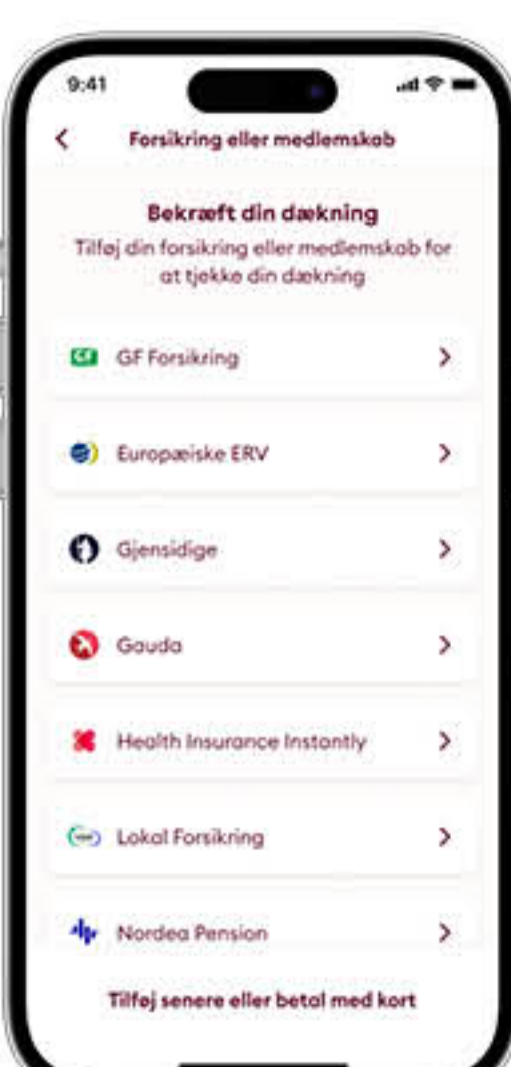 9:41
Forsikring eller medlemskab
Bekræft din dækning
Tilføj din forsikring eller medlemskab for
at tjekke din dækning
GF
GF Forsikring
Europæiske ERV
Gjensidige
Gouda
Health Insurance Instantly
Lokal Forsikring
Nordea Pension
Tilføj senere eller betal med kort